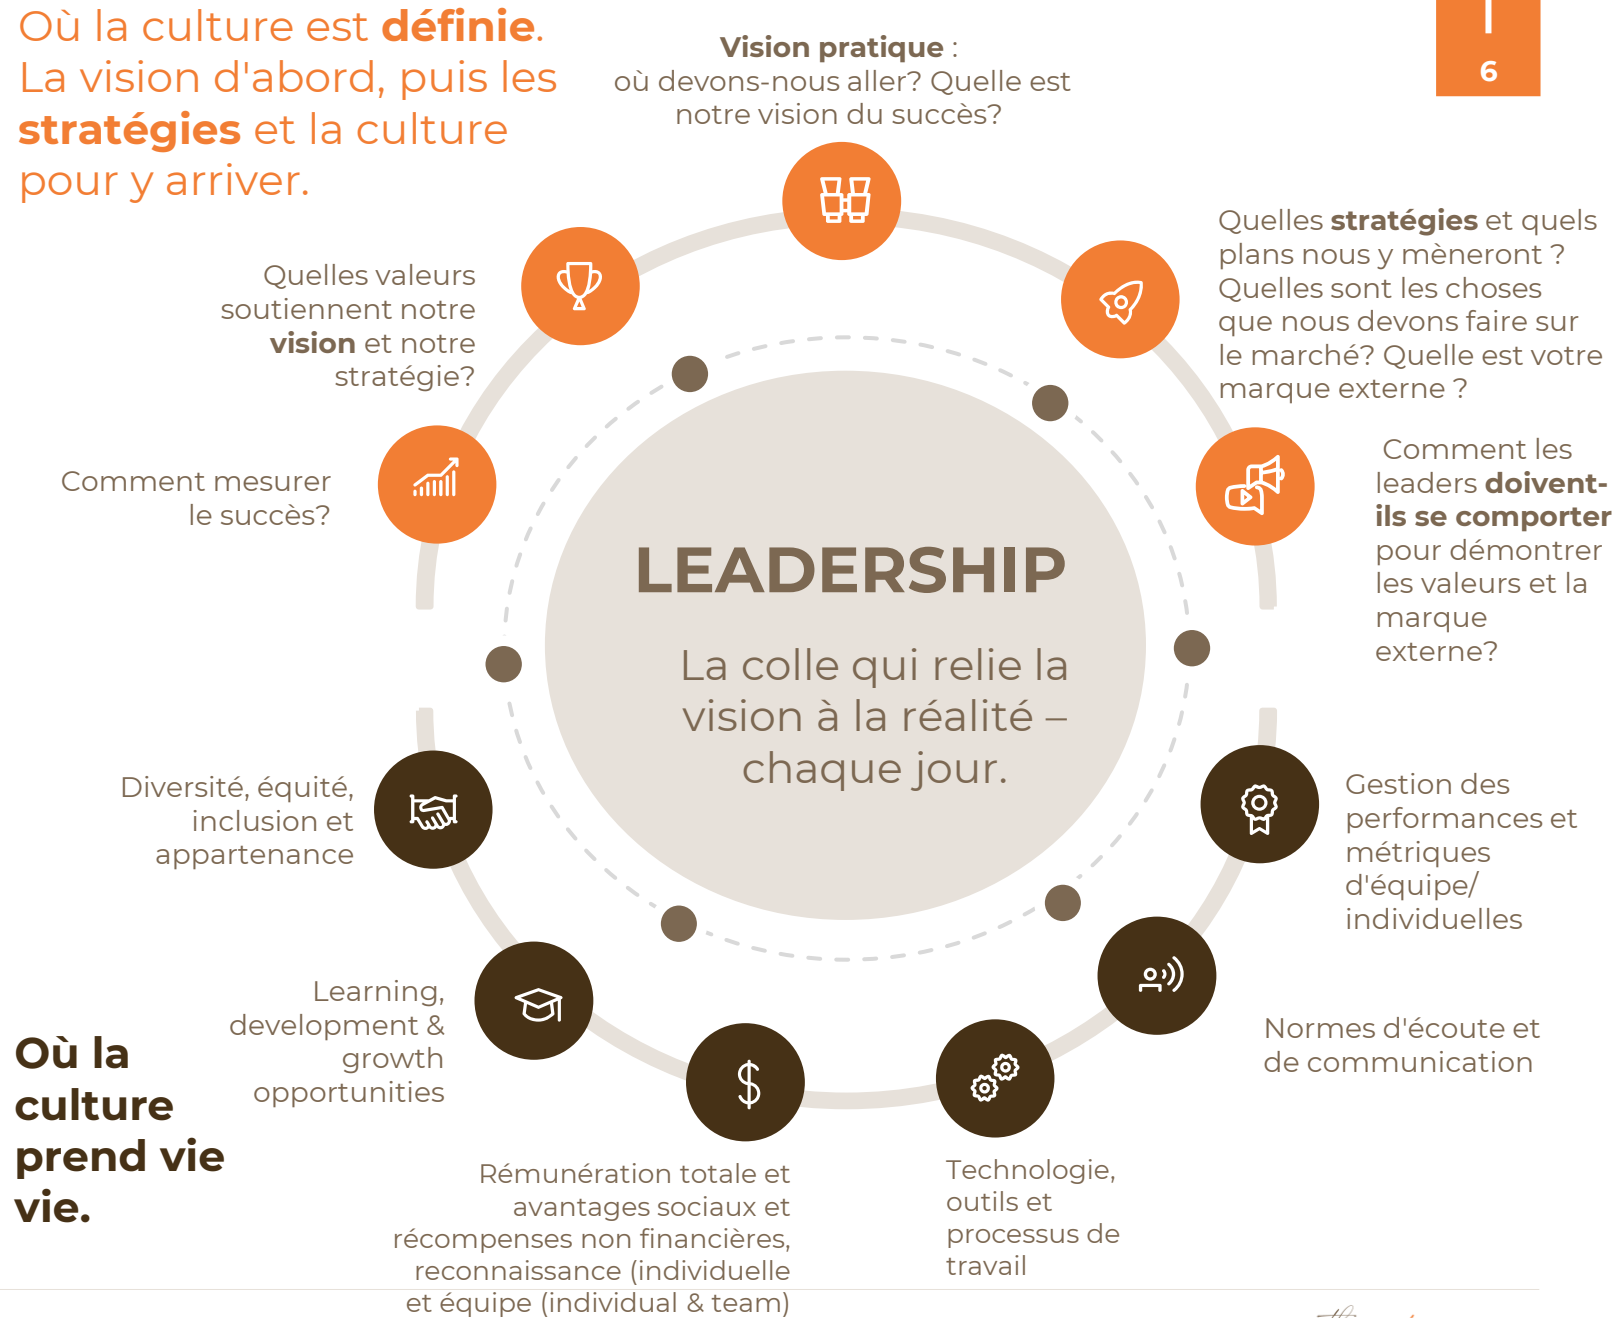 Où la culture est définie.
La vision d'abord, puis les
stratégies et la culture
pour y arriver.
6
Vision pratique :
où devons-nous aller? Quelle est
notre vision du succès?
Quelles stratégies et quels
plans nous y mèneront ?
Quelles sont les choses
que nous devons faire sur
le marché? Quelle est votre
marque externe ?
Quelles valeurs
soutiennent notre
vision et notre
stratégie?
Comment les
leaders doivent-
ils se comporter
pour démontrer
les valeurs et la
marque
externe?
Comment mesurer
le succès?
LEADERSHIP
La colle qui relie la
vision à la réalité –
chaque jour.
Diversité, équité,
inclusion et
appartenance
Gestion des
performances et
métriques
d'équipe/
individuelles
Learning,
development &
growth
opportunities
Normes d'écoute et
de communication
Où la
culture
prend vie
vie.
Rémunération totale et
avantages sociaux et
récompenses non financières,
reconnaissance (individuelle
et équipe (individual & team)
Technologie,
outils et
processus de
travail